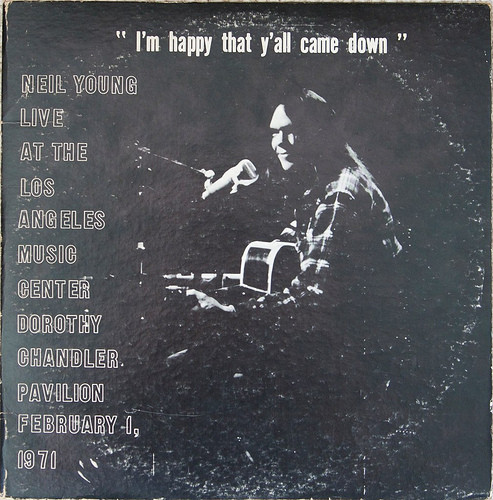 " I'm happy that y'all came down "
NEIL YOUNG
LIVE
AT THE
LOS
ANGELES
MUSIC
CENTER
DOROTHY
CHANDLER
PAVILION
FEBRUARY 1,
1971